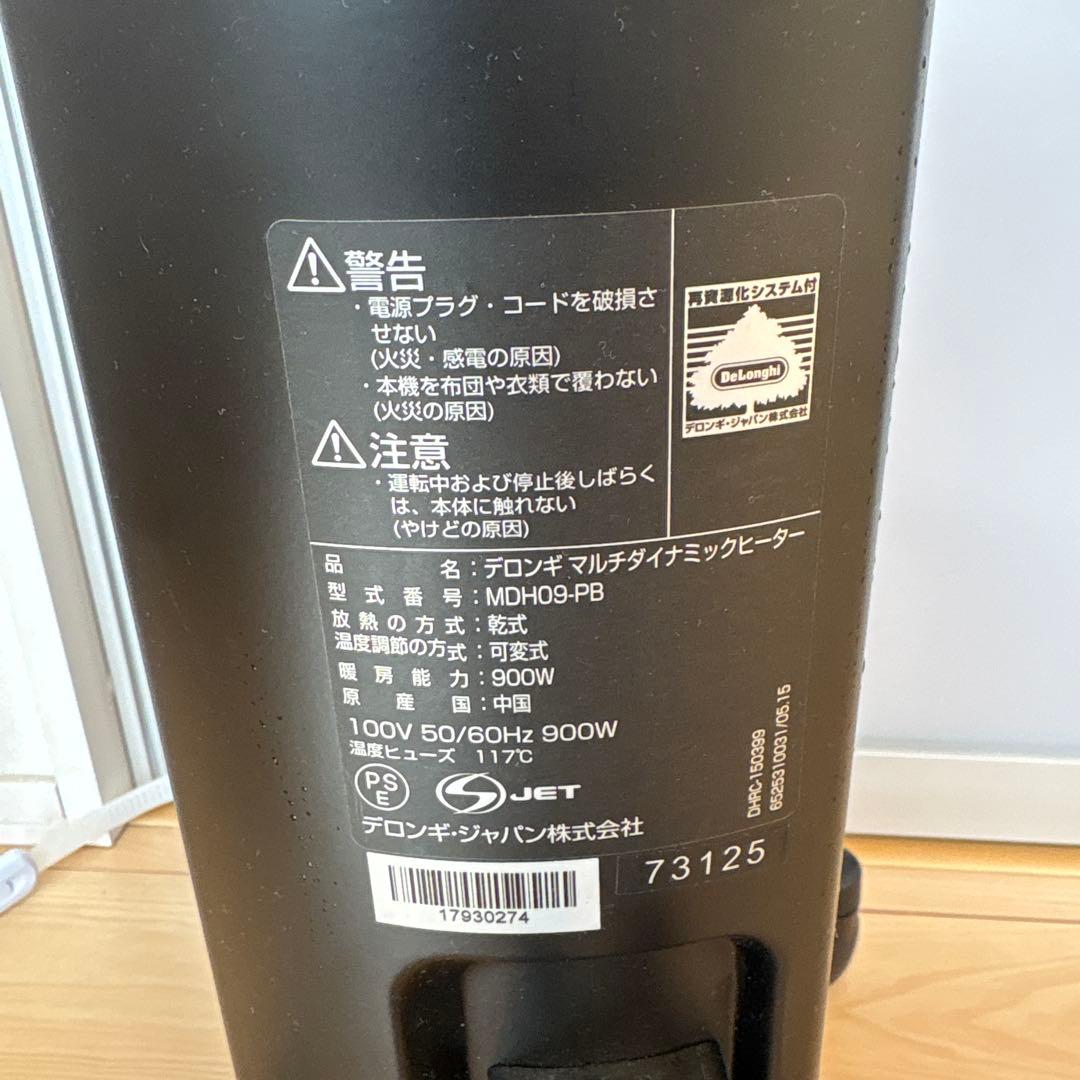 警告
・電源プラグ・コードを破損さ
せない
(火災・感電の原因)
・本機を布団や衣類で覆わない
(火災の原因)
注意
・運転中および停止後しばらく
は、本体に触れない
(やけどの原因)
再資源化システム付
DeLonghi
デロンギ・ジャパン株式会社
品名：デロンギ マルチダイナミックヒーター
型式番号：MDH09-PB
放熱の方式：乾式
温度調節の方式：可変式
暖房能力：900W
原産国：中国
100V 50/60Hz 900W
温度ヒューズ 117℃
PS
E
JET
デロンギ・ジャパン株式会社
DHRC-150399
6525310031/05.15
17930274
73125